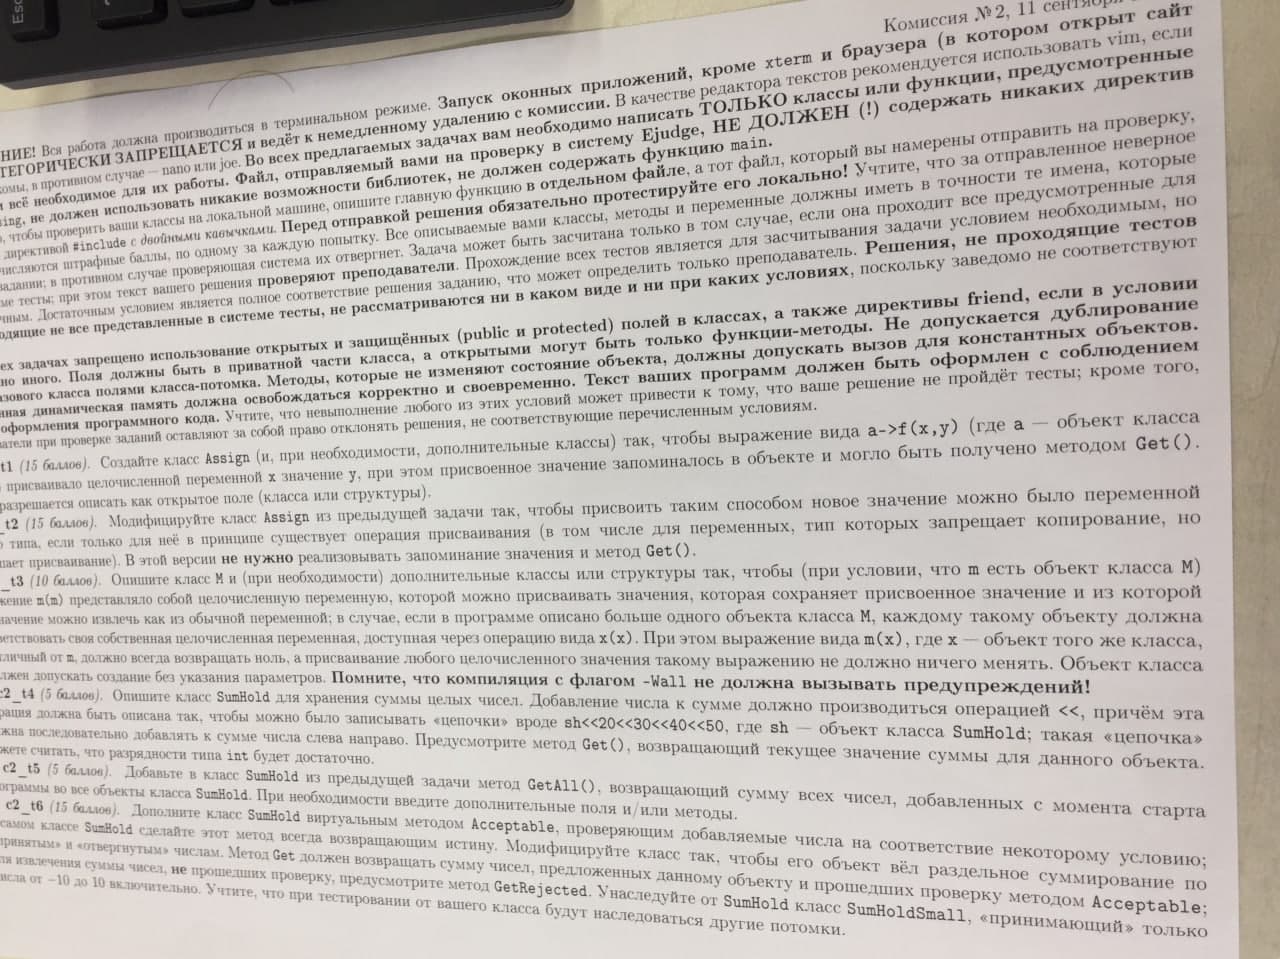 Esc
Комиссия №2, 11 сентября
НИЕ! Вся работа должна производиться в терминальном режиме. Запуск оконных приложений, кроме xterm и браузера (в котором открыт сайт
ТЕГОРИЧЕСКИ ЗАПРЕЩАЕТСЯ и ведёт к немедленному удалению с комиссии. В качестве редактора текстов рекомендуется использовать vim, если
комы, в противном случае — nano или joe. Во всех предлагаемых задачах вам необходимо написать ТОЛЬКО классы или функции, предусмотренные
и всё необходимое для их работы. Файл, отправляемый вами на проверку в систему Ejudge, НЕ ДОЛЖЕН (!) содержать никаких директив
ing, не должен использовать никакие возможности библиотек, не должен содержать функцию main.
о, чтобы проверить ваши классы на локальной машине, опишите главную функцию в отдельном файле, а тот файл, который вы намерены отправить на проверку,
директивой #include с двойными кавычками. Перед отправкой решения обязательно протестируйте его локально! Учтите, что за отправленное неверное
числяются штрафные баллы, по одному за каждую попытку. Все описываемые вами классы, методы и переменные должны иметь в точности те имена, которые
задании; в противном случае проверяющая система их отвергнет. Задача может быть засчитана только в том случае, если она проходит все предусмотренные для
ме тесты; при этом текст вашего решения проверяют преподаватели. Прохождение всех тестов является для засчитывания задачи условием необходимым, но
чным. Достаточным условием является полное соответствие решения заданию, что может определить только преподаватель. Решения, не проходящие тестов
одящие не все представленные в системе тесты, не рассматриваются ни в каком виде и ни при каких условиях, поскольку заведомо не соответствуют
ех задачах запрещено использование открытых и защищённых (public и protected) полей в классах, а также директивы friend, если в условии
но иного. Поля должны быть в приватной части класса, а открытыми могут быть только функции-методы. Не допускается дублирование
азового класса полями класса-потомка. Методы, которые не изменяют состояние объекта, должны допускать вызов для константных объектов.
нная динамическая память должна освобождаться корректно и своевременно. Текст ваших программ должен быть оформлен с соблюдением
оформления программного кода. Учтите, что невыполнение любого из этих условий может привести к тому, что ваше решение не пройдёт тесты; кроме того,
ватели при проверке заданий оставляют за собой право отклонять решения, не соответствующие перечисленным условиям.
t1 (15 баллов). Создайте класс Assign (и, при необходимости, дополнительные классы) так, чтобы выражение вида a->f(x,y) (где a — объект класса
присваивало целочисленной переменной x значение y, при этом присвоенное значение запоминалось в объекте и могло быть получено методом Get().
разрешается описать как открытое поле (класса или структуры).
_t2 (15 баллов). Модифицируйте класс Assign из предыдущей задачи так, чтобы присвоить таким способом новое значение можно было переменной
о типа, если только для неё в принципе существует операция присваивания (в том числе для переменных, тип которых запрещает копирование, но
щает присваивание). В этой версии не нужно реализовывать запоминание значения и метод Get().
_t3 (10 баллов). Опишите класс M и (при необходимости) дополнительные классы или структуры так, чтобы (при условии, что m есть объект класса M)
жение m(m) представляло собой целочисленную переменную, которой можно присваивать значения, которая сохраняет присвоенное значение и из которой
значение можно извлечь как из обычной переменной; в случае, если в программе описано больше одного объекта класса M, каждому такому объекту должна
ветствовать своя собственная целочисленная переменная, доступная через операцию вида x(x). При этом выражение вида m(x), где x — объект того же класса,
тличный от m, должно всегда возвращать ноль, а присваивание любого целочисленного значения такому выражению не должно ничего менять. Объект класса
лжен допускать создание без указания параметров. Помните, что компиляция с флагом -Wall не должна вызывать предупреждений!
c2_t4 (5 баллов). Опишите класс SumHold для хранения суммы целых чисел. Добавление числа к сумме должно производиться операцией <<, причём эта
рация должна быть описана так, чтобы можно было записывать «цепочки» вроде sh<<20<<30<<40<<50, где sh — объект класса SumHold; такая «цепочка»
жна последовательно добавлять к сумме числа слева направо. Предусмотрите метод Get(), возвращающий текущее значение суммы для данного объекта.
жете считать, что разрядности типа int будет достаточно.
c2_t5 (5 баллов). Добавьте в класс SumHold из предыдущей задачи метод GetAll(), возвращающий сумму всех чисел, добавленных с момента старта
ограммы во все объекты класса SumHold. При необходимости введите дополнительные поля и/или методы.
c2_t6 (15 баллов). Дополните класс SumHold виртуальным методом Acceptable, проверяющим добавляемые числа на соответствие некоторому условию;
самом классе SumHold сделайте этот метод всегда возвращающим истину. Модифицируйте класс так, чтобы его объект вёл раздельное суммирование по
принятым» и «отвергнутым» числам. Метод Get должен возвращать сумму чисел, предложенных данному объекту и прошедших проверку методом Acceptable;
ля извлечения суммы чисел, не прошедших проверку, предусмотрите метод GetRejected. Унаследуйте от SumHold класс SumHoldSmall, «принимающий» только
исла от −10 до 10 включительно. Учтите, что при тестировании от вашего класса будут наследоваться другие потомки.